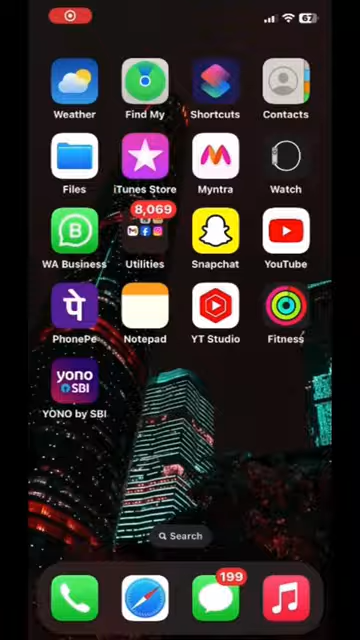 67
Weather Find My Shortcuts Contacts
Files iTunes Store Myntra Watch
8,069
WA Business Utilities Snapchat YouTube
पे
PhonePe Notepad YT Studio Fitness
yono
SBI
YONO by SBI
Search
199